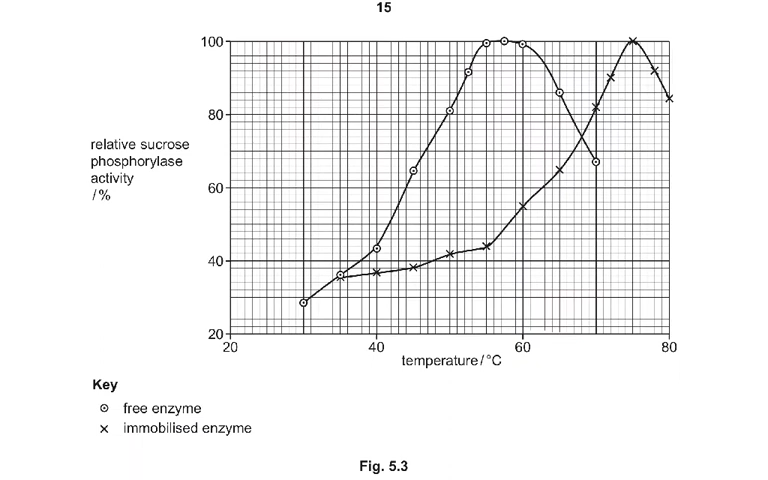 15
100
80
60
40
20
relative sucrose
phosphorylase
activity
/ %
20 40 60 80
temperature / °C
Key
free enzyme
immobilised enzyme
Fig. 5.3